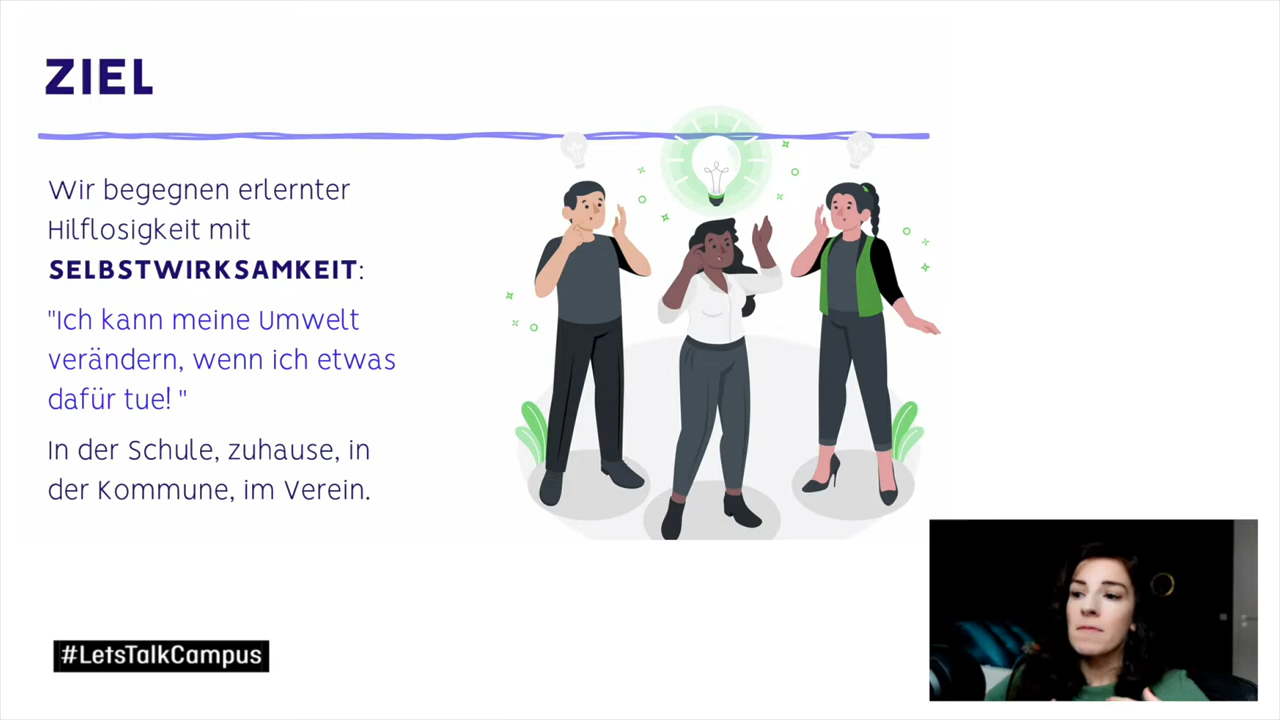 ZIEL
Wir begegnen erlernter
Hilflosigkeit mit
SELBSTWIRKSAMKEIT:
"Ich kann meine Umwelt
verändern, wenn ich etwas
dafür tue! "
In der Schule, zuhause, in
der Kommune, im Verein.
#LetsTalkCampus